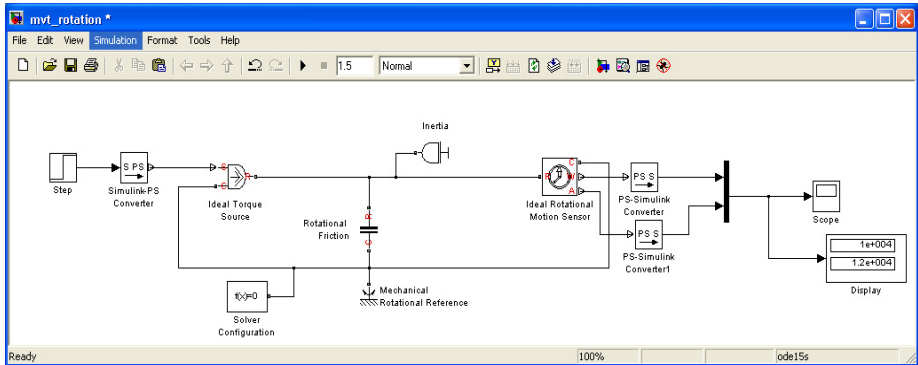 mvt_rotation *
File Edit View Simulation Format Tools Help
1.5 Normal
Inertia
Step
S PS
Simulink-PS
Converter
S
R
C
Ideal Torque
Source
R
C
Rotational
Friction
R
C
W
A
Ideal Rotational
Motion Sensor
PS S
PS-Simulink
Converter
PS S
PS-Simulink
Converter1
Scope
1e+004
1.2e+004
Display
f(x)=0
Solver
Configuration
Mechanical
Rotational Reference
Ready 100% ode15s